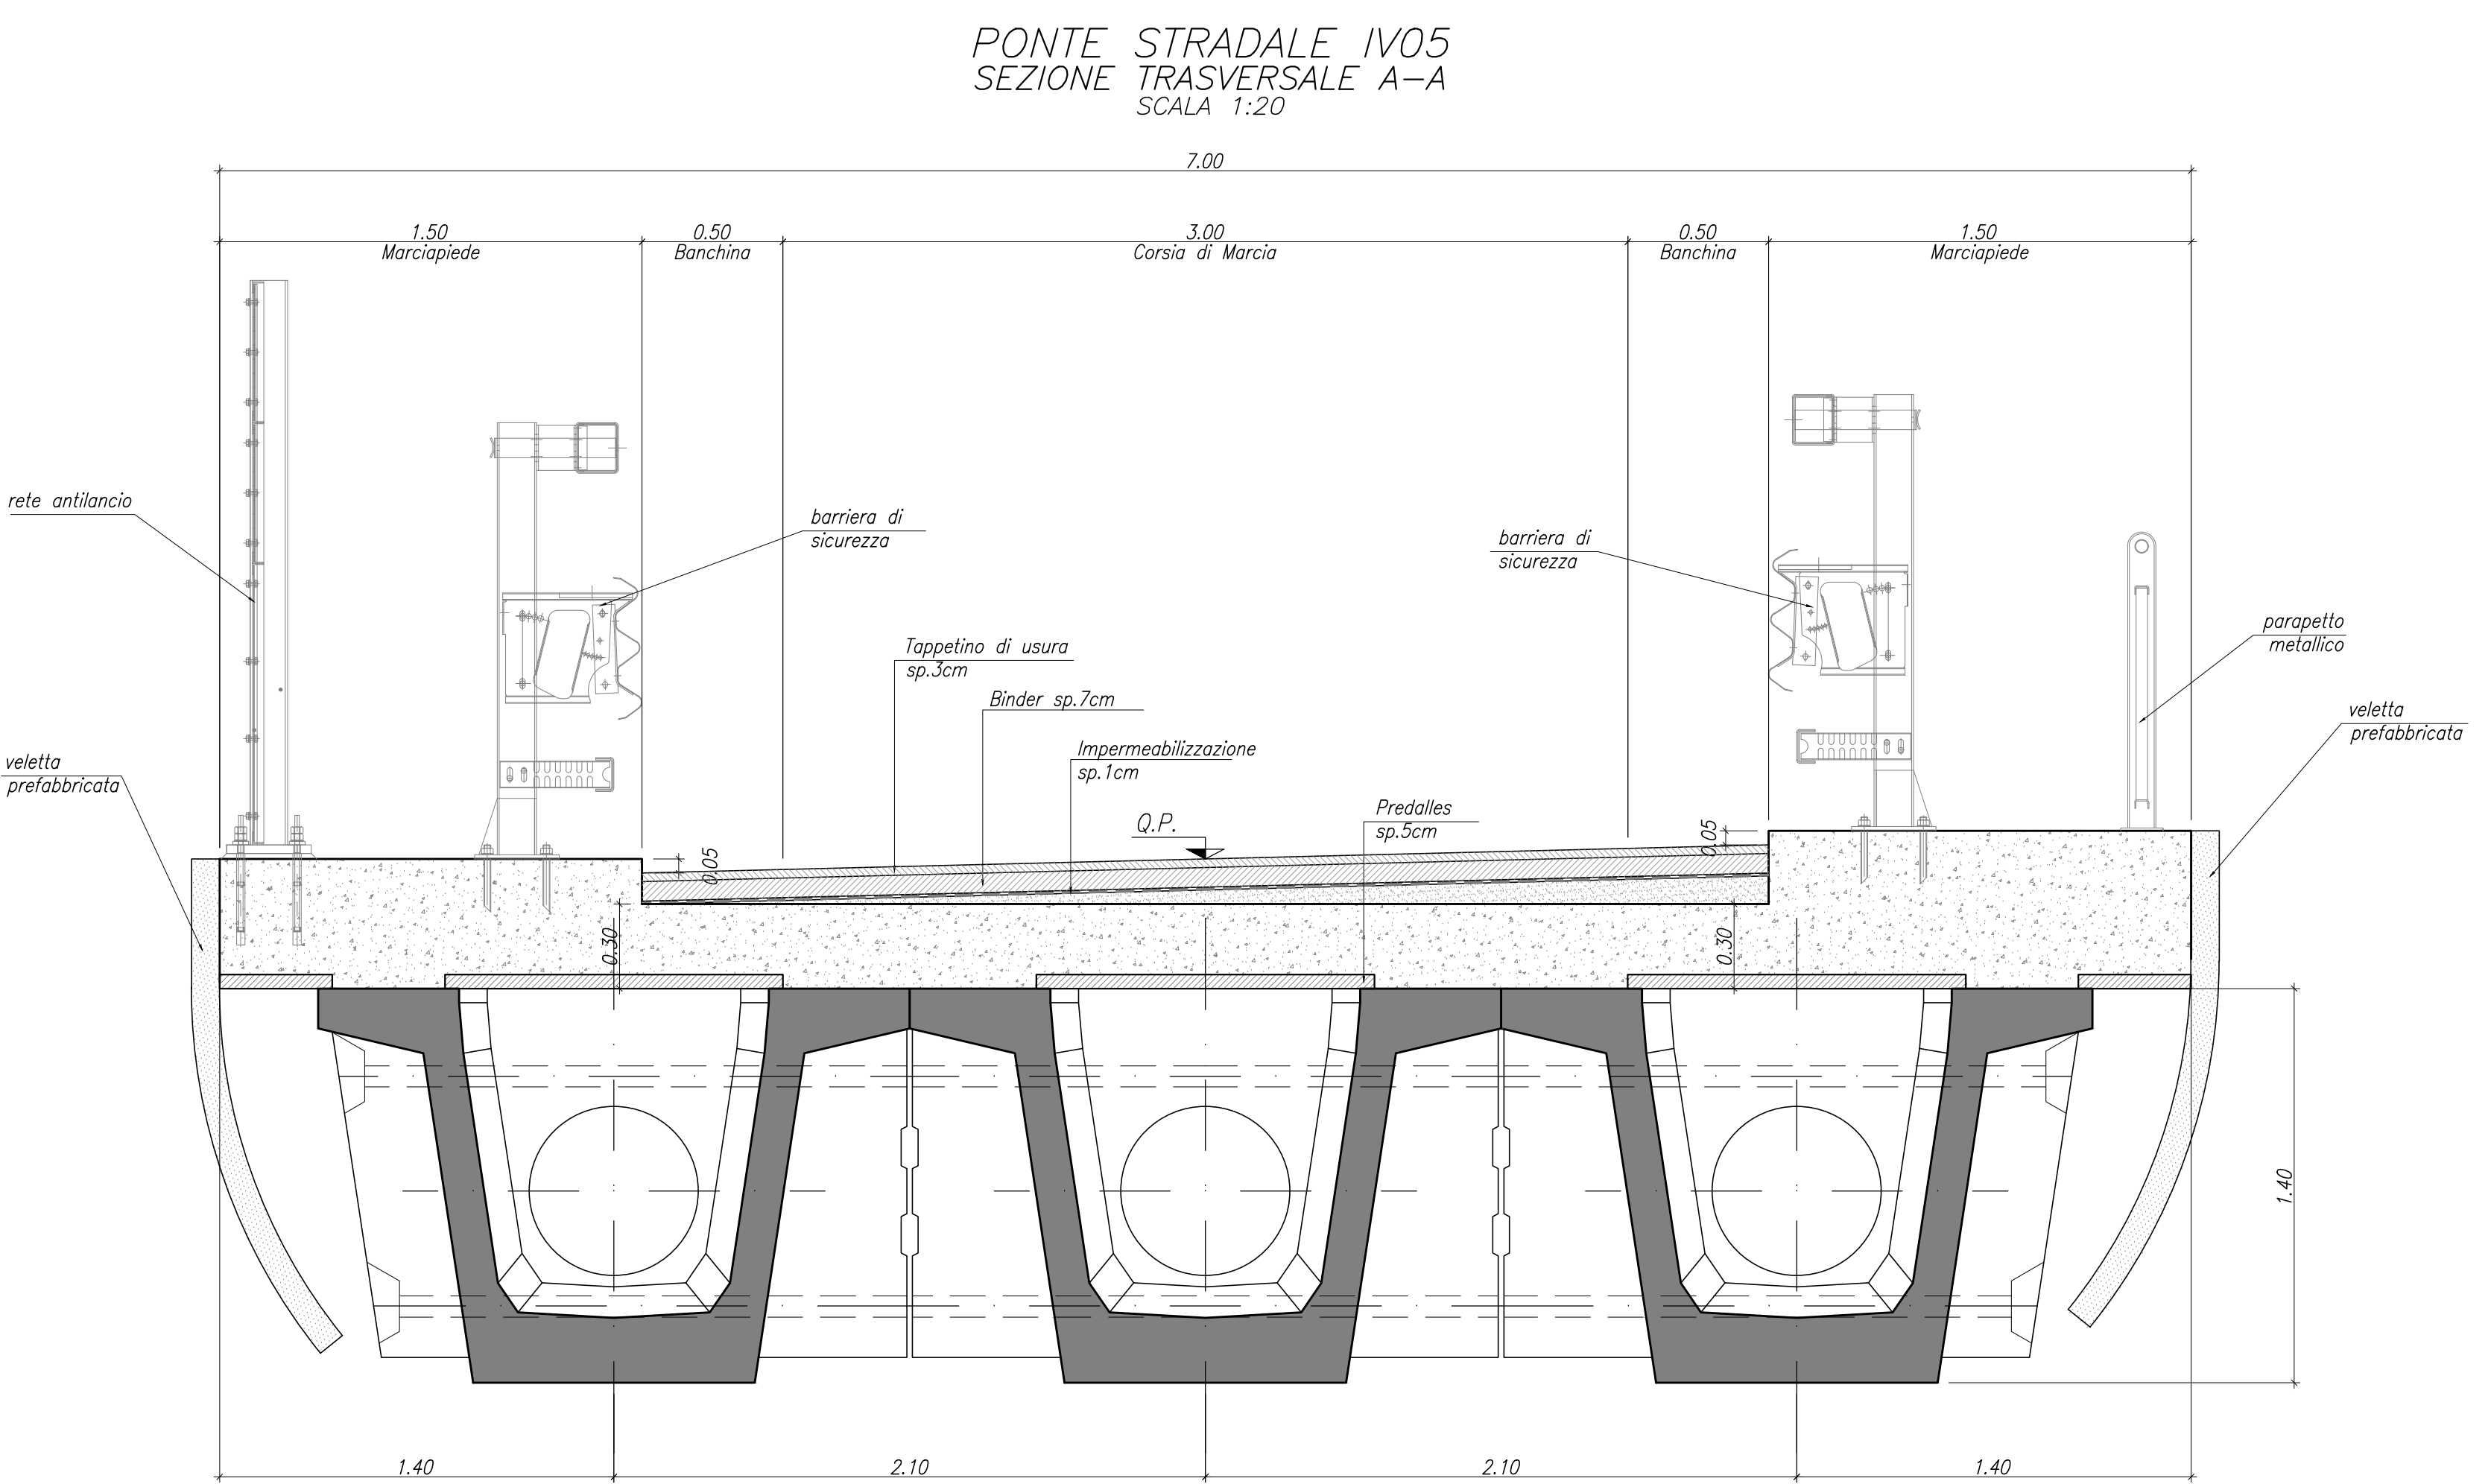 PONTE STRADALE IV05
SEZIONE TRASVERSALE A-A
SCALA 1:20
7.00
1.50
Marciapiede
0.50
Banchina
3.00
Corsia di Marcia
0.50
Banchina
1.50
Marciapiede
rete antilancio
barriera di
sicurezza
barriera di
sicurezza
parapetto
metallico
Tappetino di usura
sp.3cm
Binder sp.7cm
veletta
prefabbricata
Impermeabilizzazione
sp.1cm
veletta
prefabbricata
Predalles
sp.5cm
Q.P.
0.05
0.05
0.30
0.30
1.40
1.40
2.10
2.10
1.40